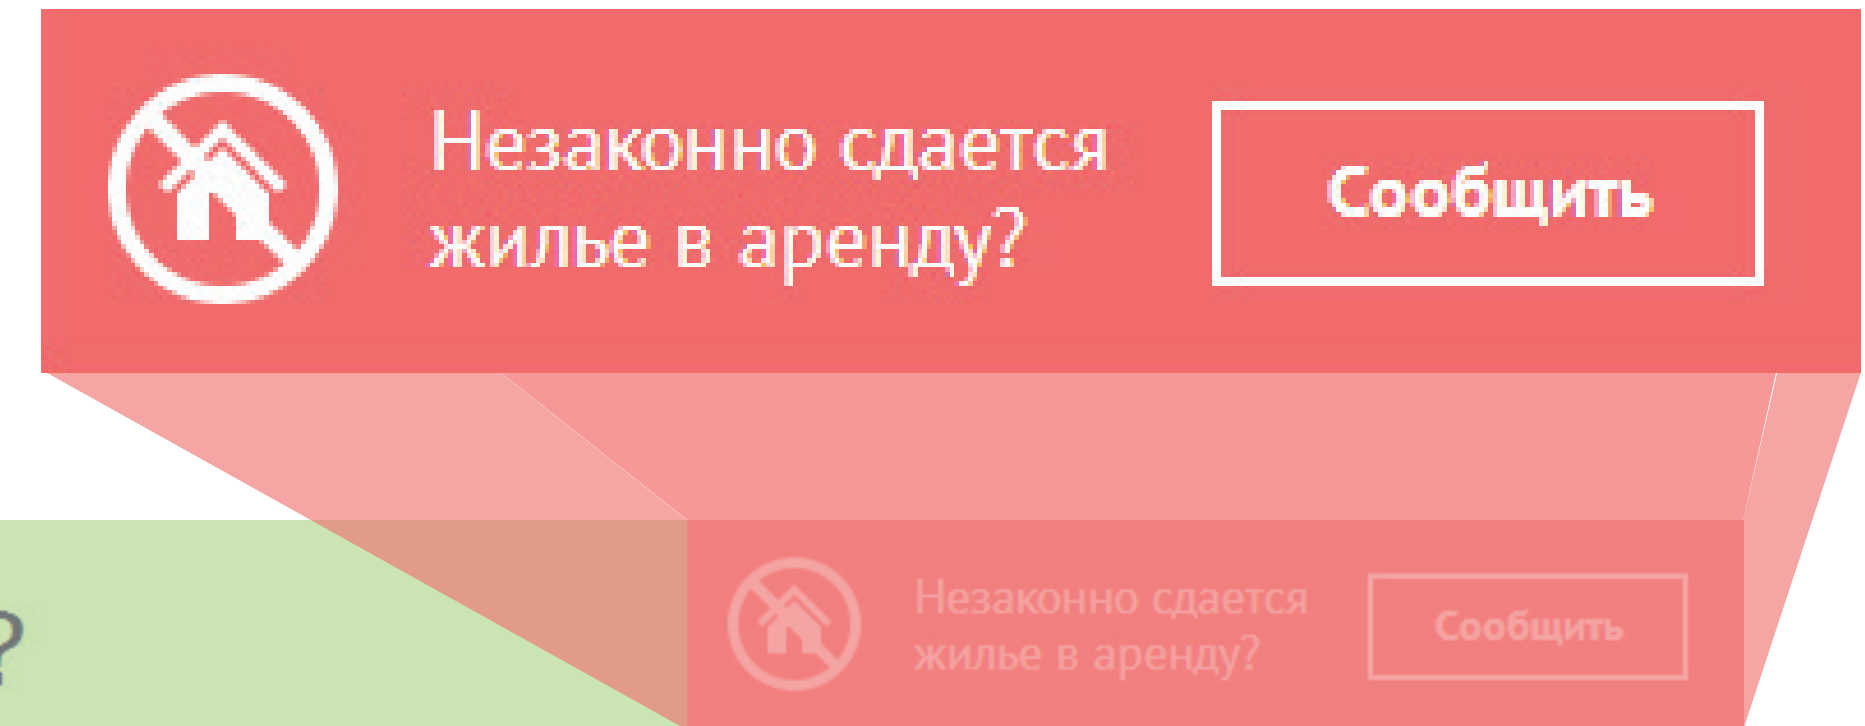 Незаконно сдается
жилье в аренду?
Сообщить
?
Незаконно сдается
жилье в аренду?
Сообщить